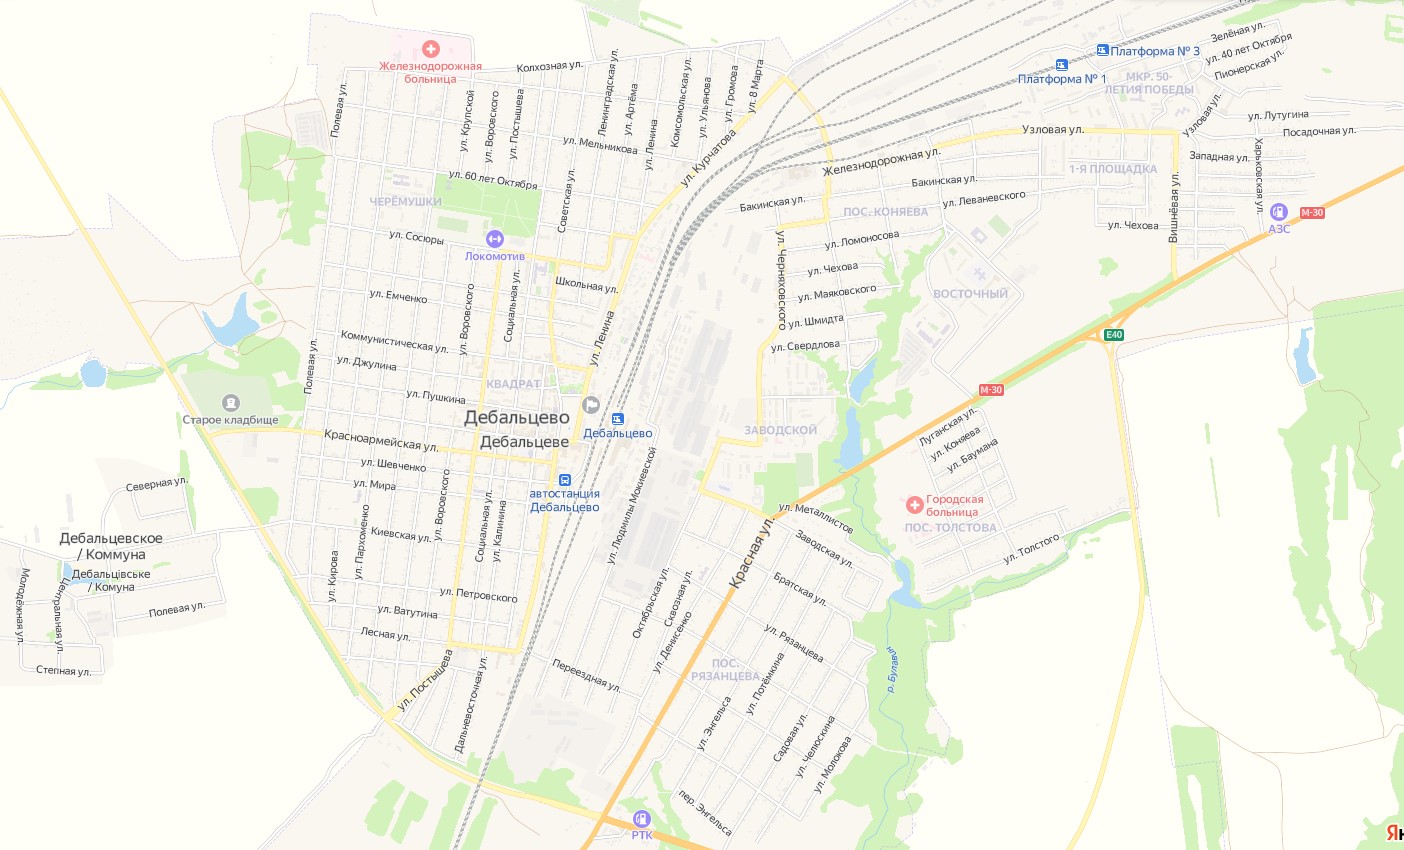 Железнодорожная
больница
Колхозная ул.
Полевая ул.
ул. Крупской
ул. Воровского
ул. Постышева
Ленинградская ул.
ул. Артёма
ул. Ленина
Комсомольская ул.
ул. Ульянова
ул. Громова
ул. 8 Марта
ул. Мельникова
ул. Курчатова
ул. 60 лет Октября
Советская ул.
ЧЕРЁМУШКИ
ул. Сосюры
Локомотив
Школьная ул.
ул. Емченко
ул. Воровского
Социальная ул.
Коммунистическая ул.
ул. Джулина
Полевая ул.
ул. Пушкина
КВАДРАТ
ул. Ленина
Старое кладбище
Дебальцево
Дебальцеве
Дебальцево
Красноармейская ул.
ул. Шевченко
ул. Мира
автостанция
Дебальцево
ул. Воровского
Социальная ул.
ул. Калинина
ул. Пархоменко
Киевская ул.
ул. Кирова
ул. Петровского
ул. Ватутина
Лесная ул.
ул. Постышева
Дальневосточная ул.
Северная ул.
Дебальцевское
/ Коммуна
Дебальцівське
/ Комуна
Молодёжная ул.
Центральная ул.
Полевая ул.
Степная ул.
Зелёная ул.
ул. 40 лет Октября
Пионерская ул.
Платформа № 3
Платформа № 1
МКР. 50-
ЛЕТИЯ ПОБЕДЫ
Узловая ул.
Узловая ул.
ул. Лутугина
Посадочная ул.
Западная ул.
Харьковская ул.
1-Я ПЛОЩАДКА
Железнодорожная ул.
Бакинская ул.
Бакинская ул.
ул. Леваневского
ПОС. КОНЯЕВА
ул. Чехова
Вишнёвая ул.
АЗС
М-30
ул. Черняховского
ул. Ломоносова
ул. Чехова
ул. Маяковского
ул. Шмидта
ул. Свердлова
ВОСТОЧНЫЙ
E40
М-30
ЗАВОДСКОЙ
Луганская ул.
ул. Коняева
ул. Баумана
Городская
больница
ПОС. ТОЛСТОГО
ул. Толстого
ул. Людмилы Мокиевской
ул. Металлистов
Заводская ул.
Красная ул.
Братская ул.
Октябрьская ул.
Сквозная ул.
ул. Денисенко
ул. Рязанцева
ПОС.
РЯЗАНЦЕВА
Переездная ул.
ул. Потёмкина
ул. Энгельса
Садовая ул.
ул. Челюскина
ул. Молокова
р. Булавин
пер. Энгельса
РТК
Ян